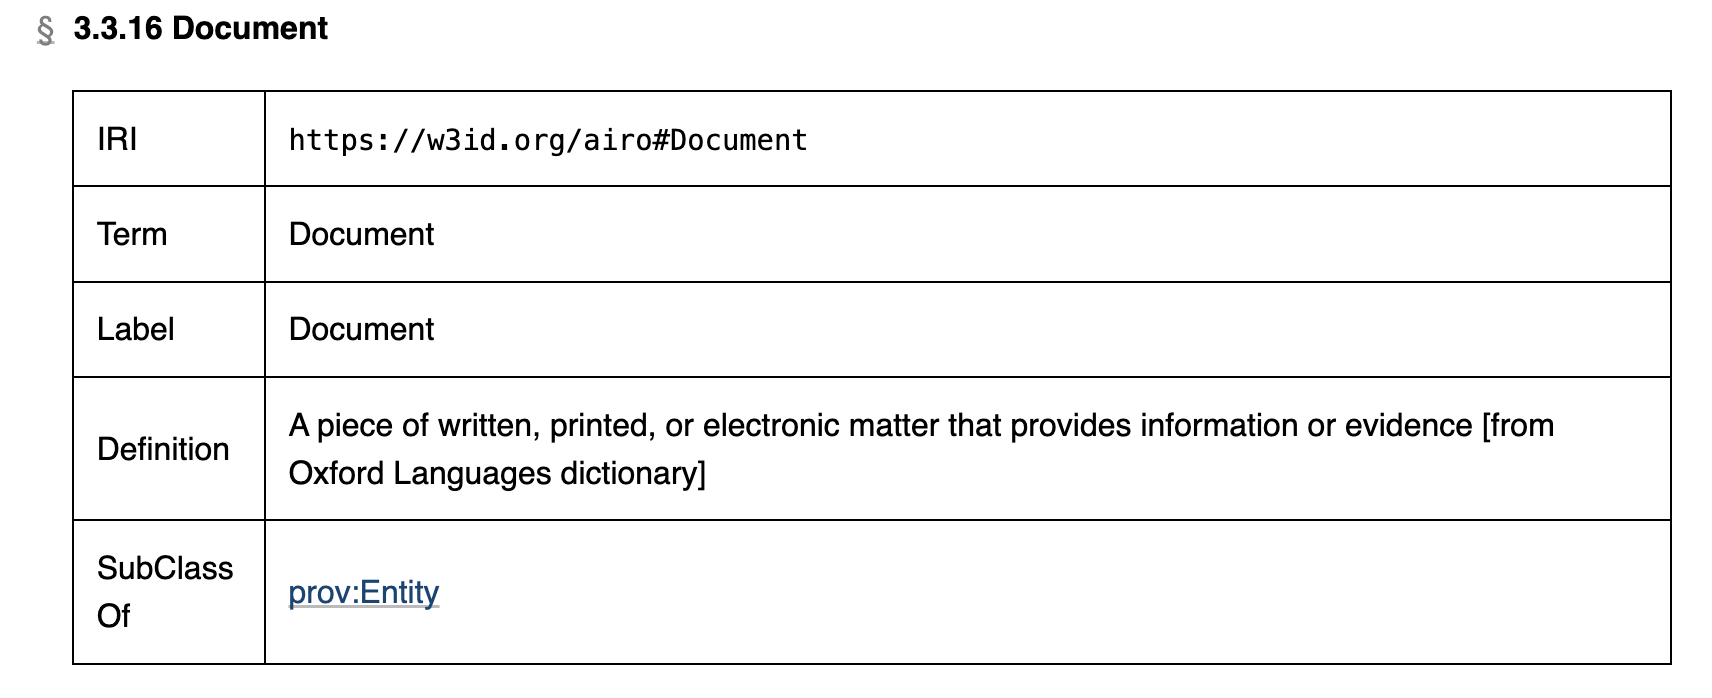 § 3.3.16 Document
IRI
https://w3id.org/airo#Document
Term
Document
Label
Document
Definition
A piece of written, printed, or electronic matter that provides information or evidence [from
Oxford Languages dictionary]
SubClass
Of
prov:Entity